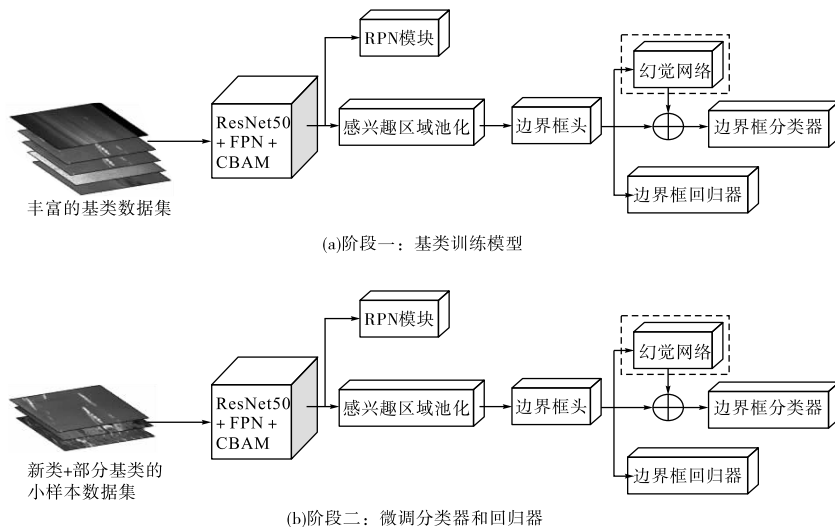 RPN模块
幻觉网络
ResNet50
+FPN+
CBAM
感兴趣区域池化
边界框头
边界框分类器
边界框回归器
丰富的基类数据集
(a)阶段一：基类训练模型
RPN模块
幻觉网络
ResNet50
+FPN+
CBAM
感兴趣区域池化
边界框头
边界框分类器
边界框回归器
新类+部分基类的
小样本数据集
(b)阶段二：微调分类器和回归器